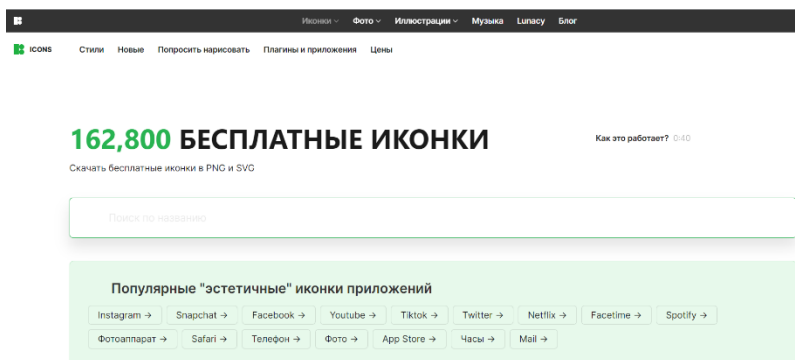 Иконки Фото Иллюстрации Музыка Lunacy Блог
ICONS Стили Новые Попросить нарисовать Плагины и приложения Цены
162,800 БЕСПЛАТНЫЕ ИКОНКИ
Как это работает? 0:40
Скачать бесплатные иконки в PNG и SVG
Поиск по названию
Популярные "эстетичные" иконки приложений
Instagram → Snapchat → Facebook → Youtube → Tiktok → Twitter → Netflix → Facetime → Spotify →
Фотоаппарат → Safari → Телефон → Фото → App Store → Часы → Mail →